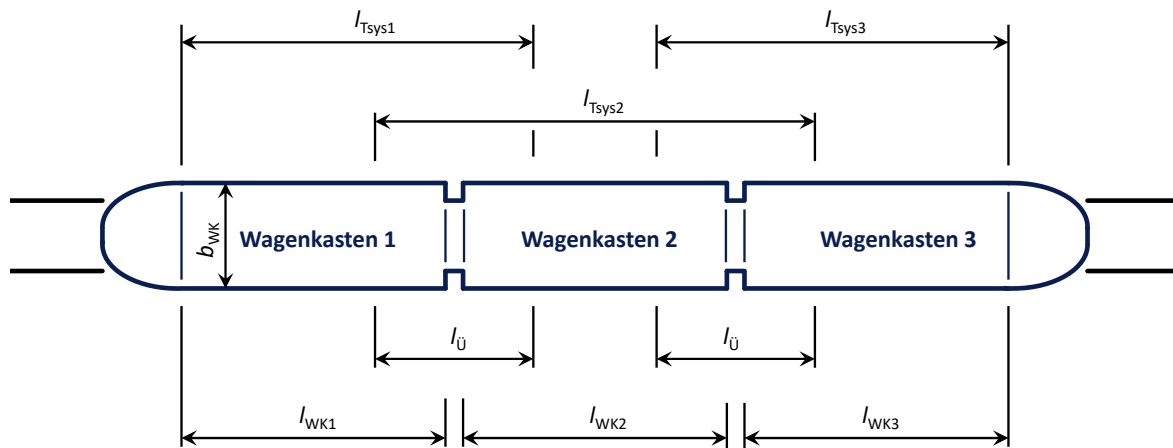 lTsys1 lTsys3
lTsys2
bWK
Wagenkasten 1 Wagenkasten 2 Wagenkasten 3
lÜ lÜ
lWK1 lWK2 lWK3